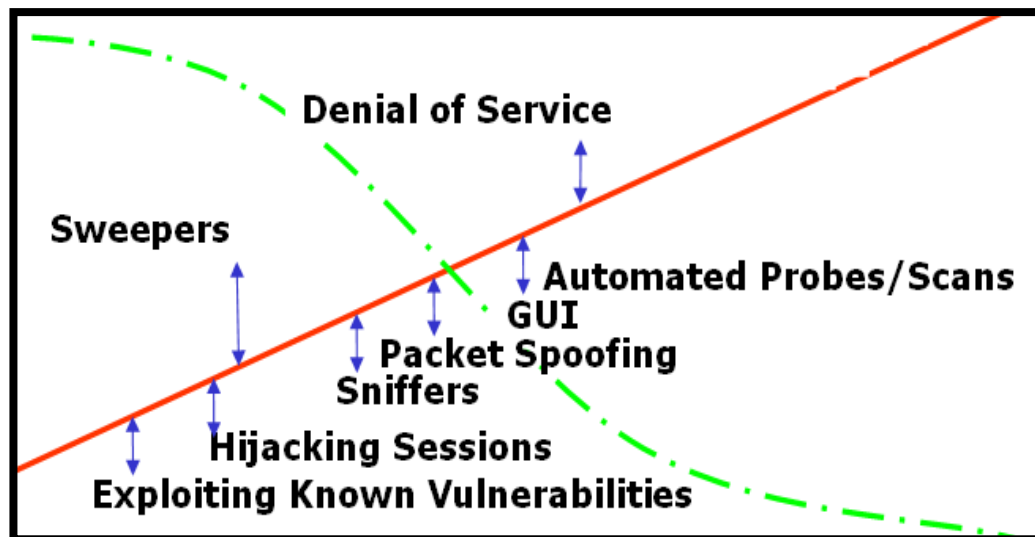 Denial of Service
Sweepers
Automated Probes/Scans
GUI
Packet Spoofing
Sniffers
Hijacking Sessions
Exploiting Known Vulnerabilities